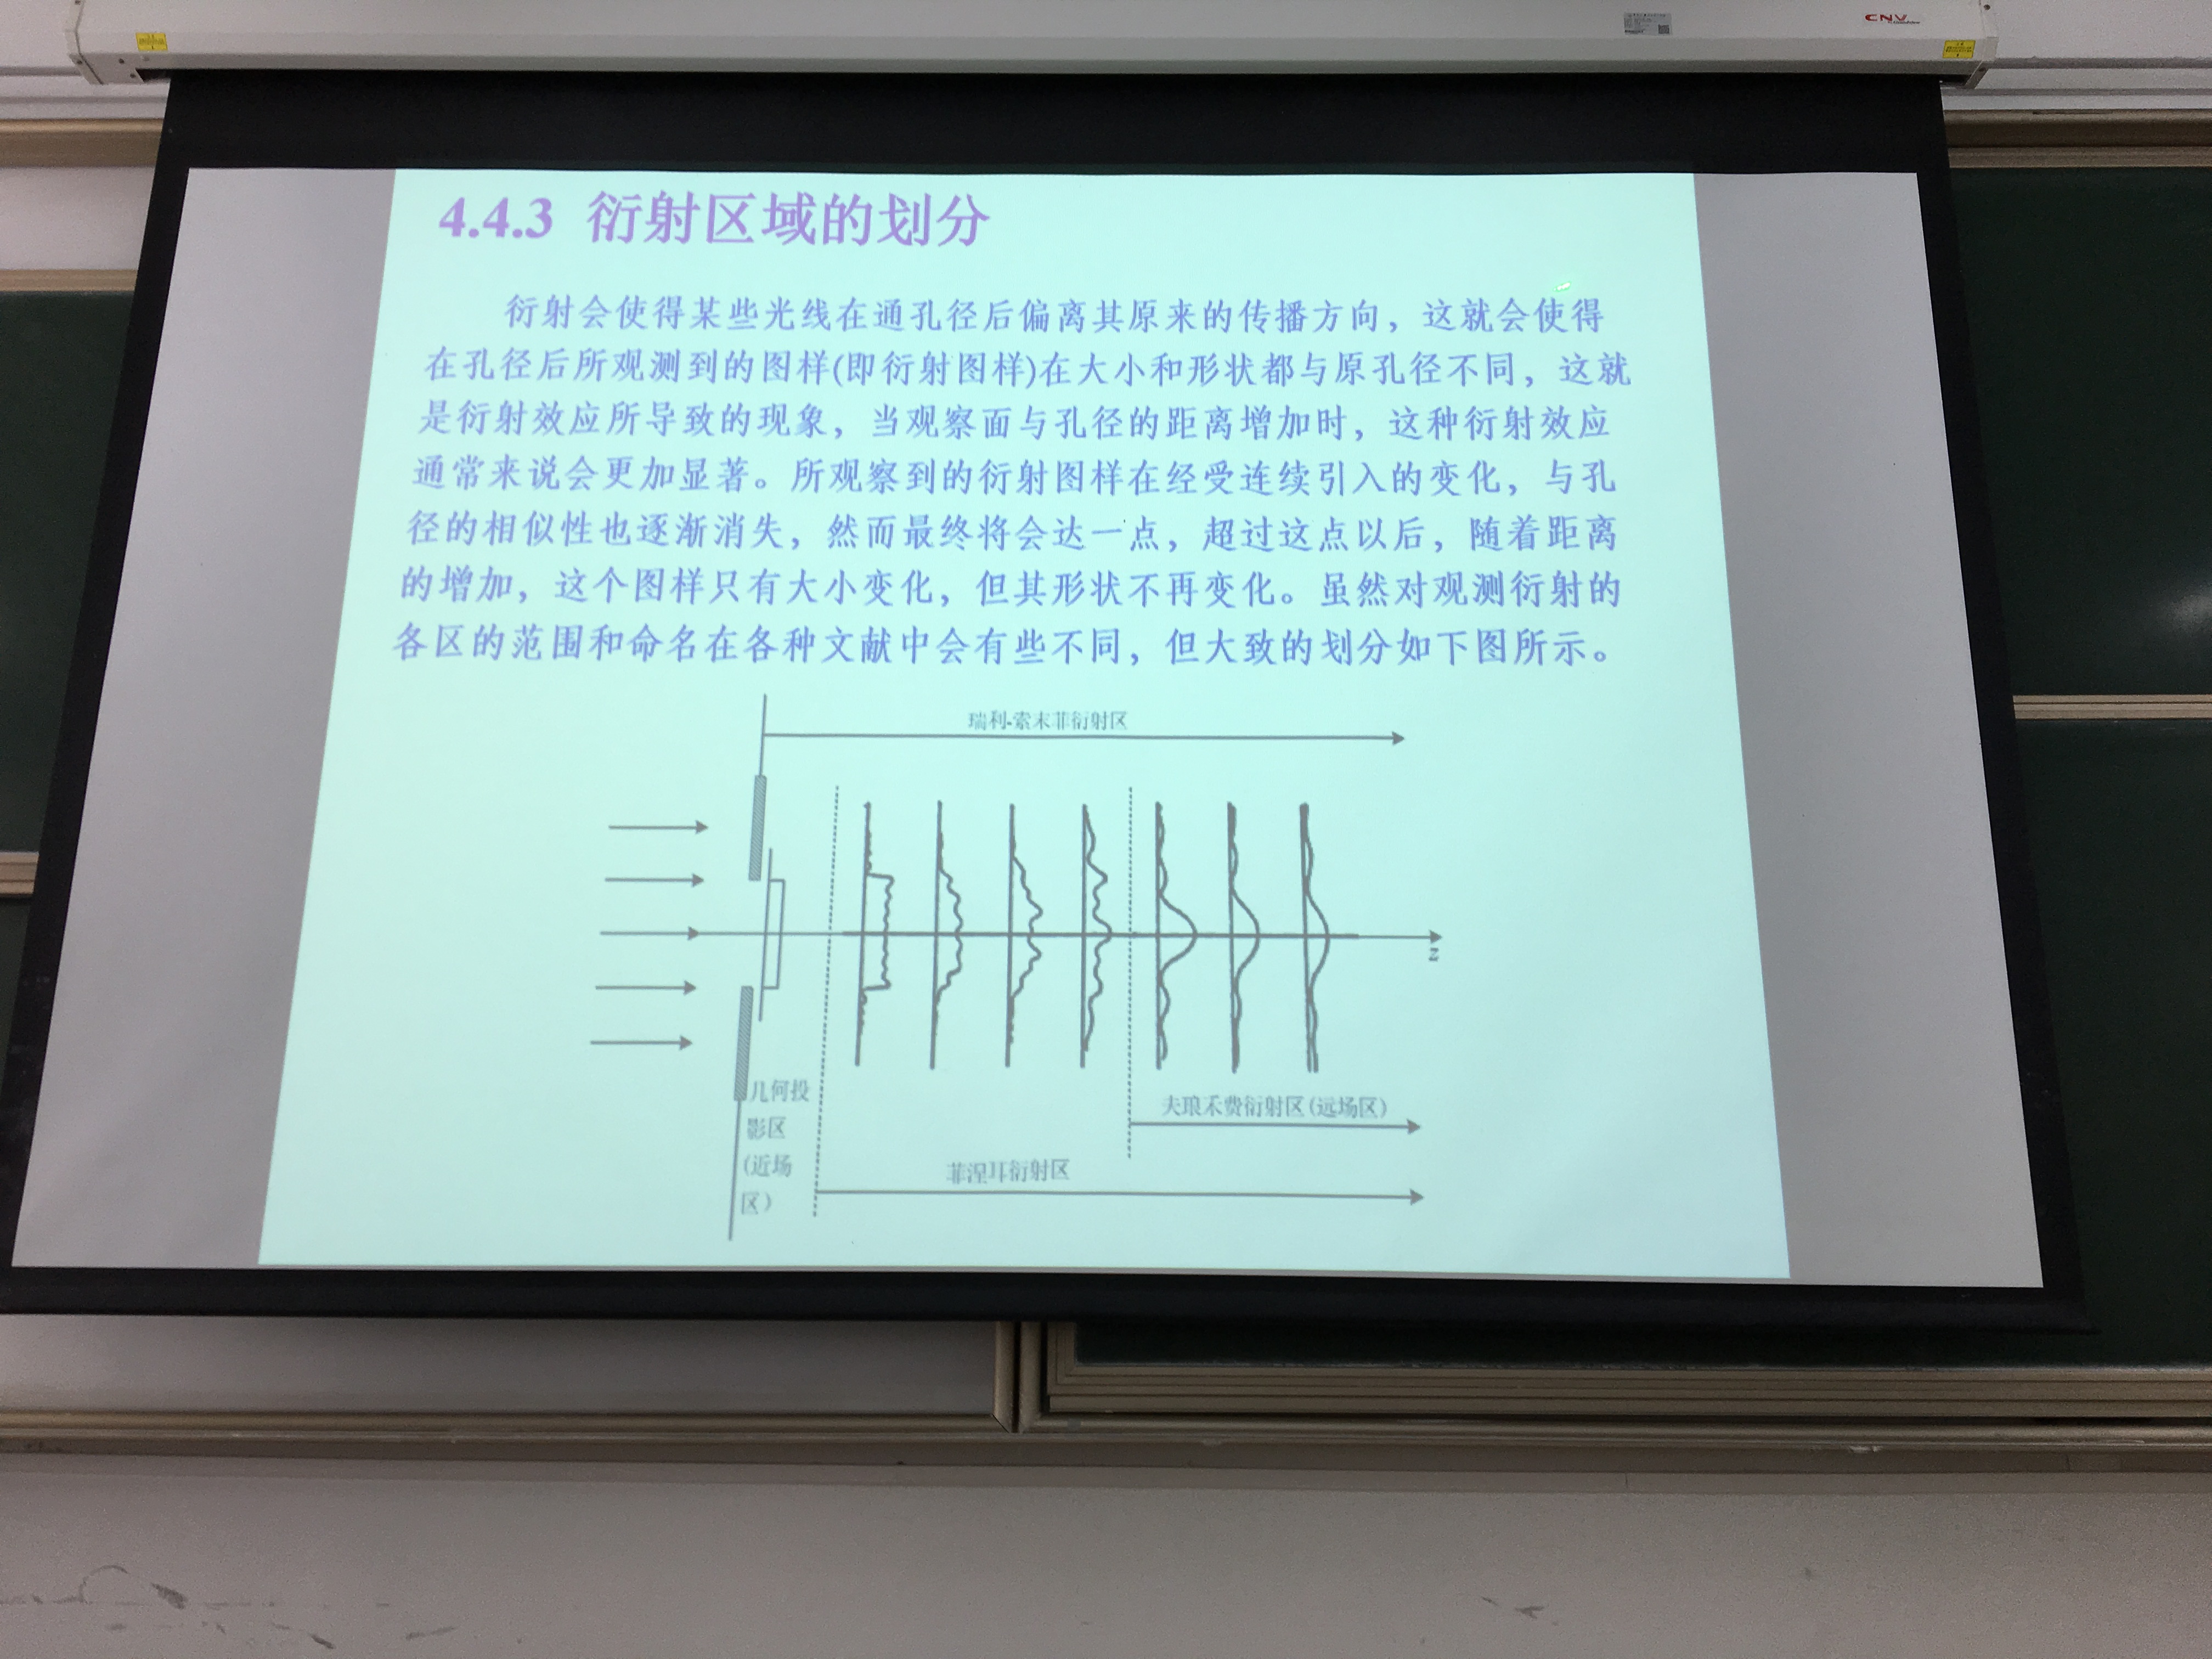 CNV
4.4.3 衍射区域的划分
衍射会使得某些光线在通孔径后偏离其原来的传播方向，这就会使得
在孔径后所观测到的图样(即衍射图样)在大小和形状都与原孔径不同，这就
是衍射效应所导致的现象，当观察面与孔径的距离增加时，这种衍射效应
通常来说会更加显著。所观察到的衍射图样在经受连续引入的变化，与孔
径的相似性也逐渐消失，然而最终将会达一点，超过这点以后，随着距离
的增加，这个图样只有大小变化，但其形状不再变化。虽然对观测衍射的
各区的范围和命名在各种文献中会有些不同，但大致的划分如下图所示。
瑞利-索末菲衍射区
z
几何投
影区
(近场
区)
夫琅禾费衍射区(远场区)
菲涅耳衍射区